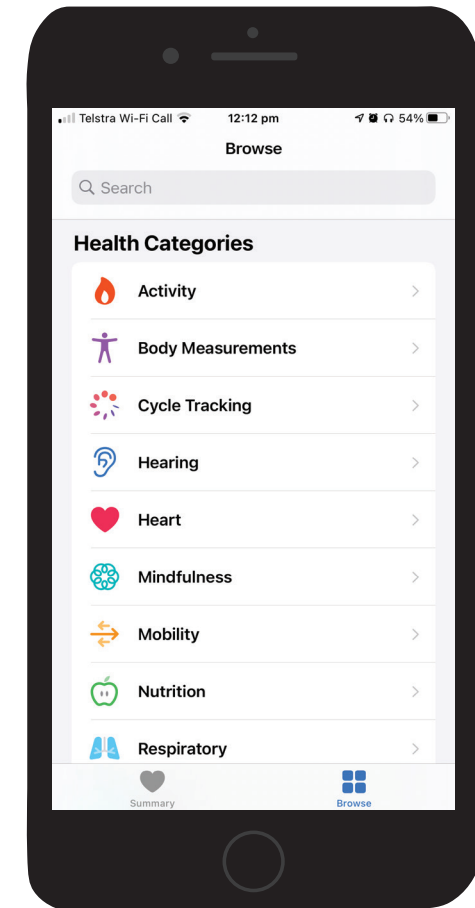 Telstra Wi-Fi Call 12:12 pm 54%
Browse
Search
Health Categories
Activity
Body Measurements
Cycle Tracking
Hearing
Heart
Mindfulness
Mobility
Nutrition
Respiratory
Summary Browse